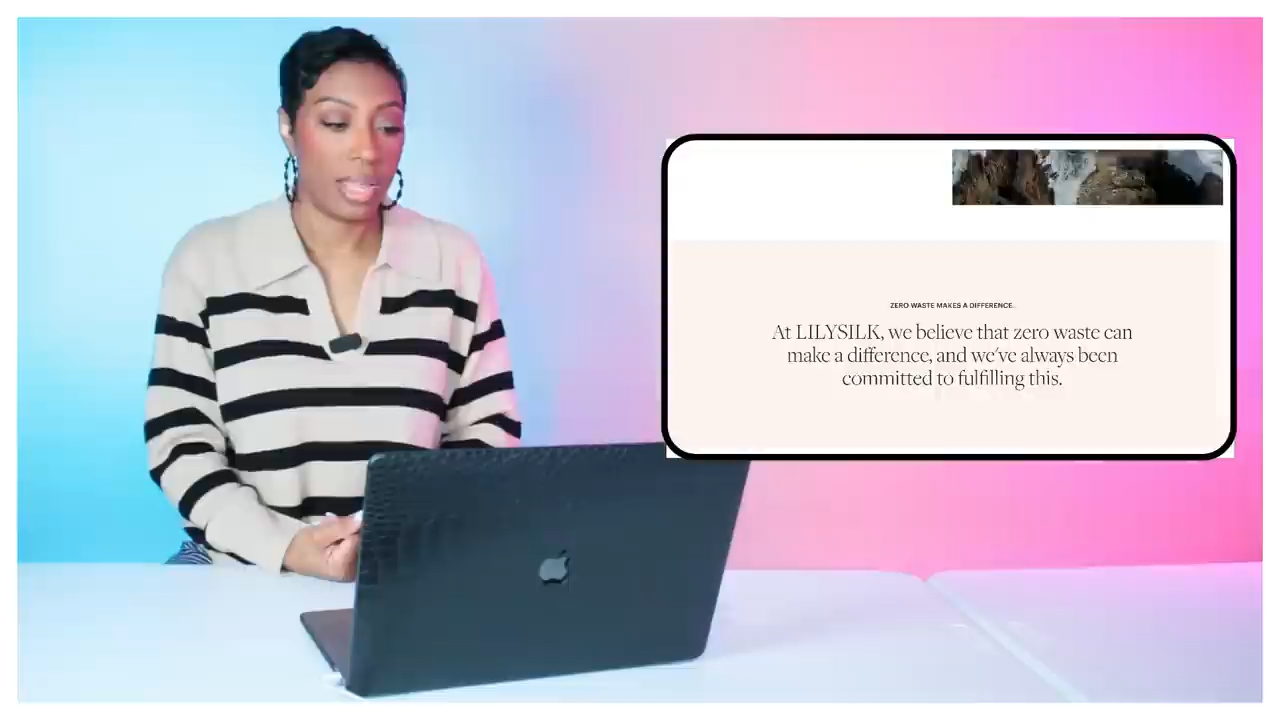 ZERO WASTE MAKES A DIFFERENCE.
At LILYSILK, we believe that zero waste can
make a difference, and we've always been
committed to fulfilling this.